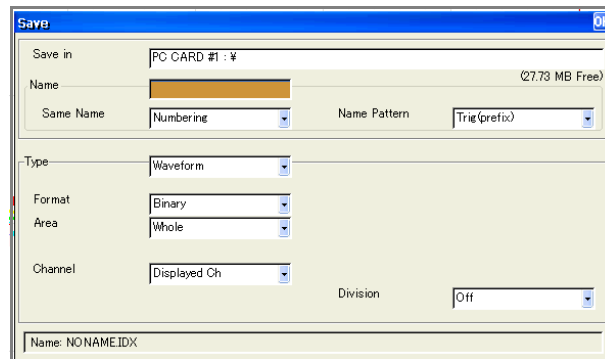 Save
Save in PC CARD #1 : ¥
(27.73 MB Free)
Name
Same Name Numbering Name Pattern Trig(prefix)
Type Waveform
Format Binary
Area Whole
Channel Displayed Ch
Division Off
Name: NONAME.IDX